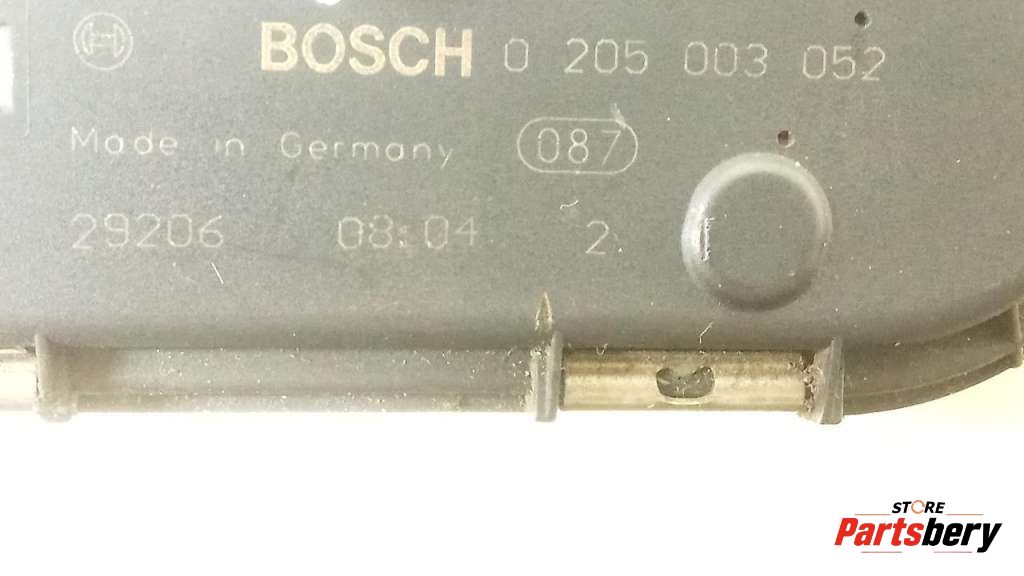 BOSCH 0 205 003 052
Made in Germany 087
29206 08:04 2
STORE
Partsbery